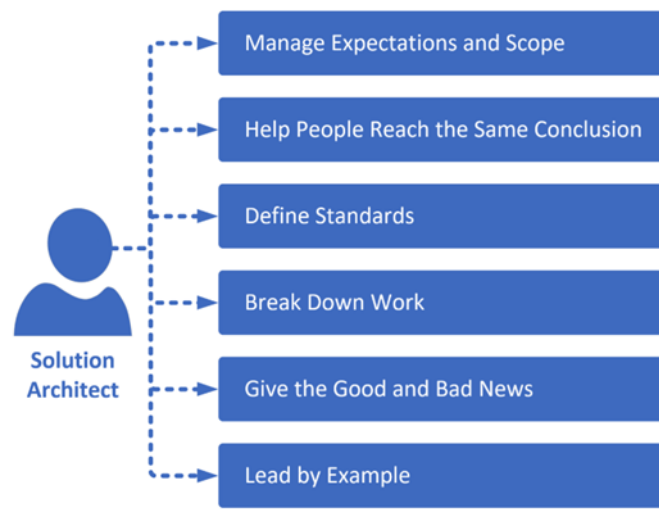 Manage Expectations and Scope
Help People Reach the Same Conclusion
Define Standards
Break Down Work
Give the Good and Bad News
Lead by Example
Solution
Architect